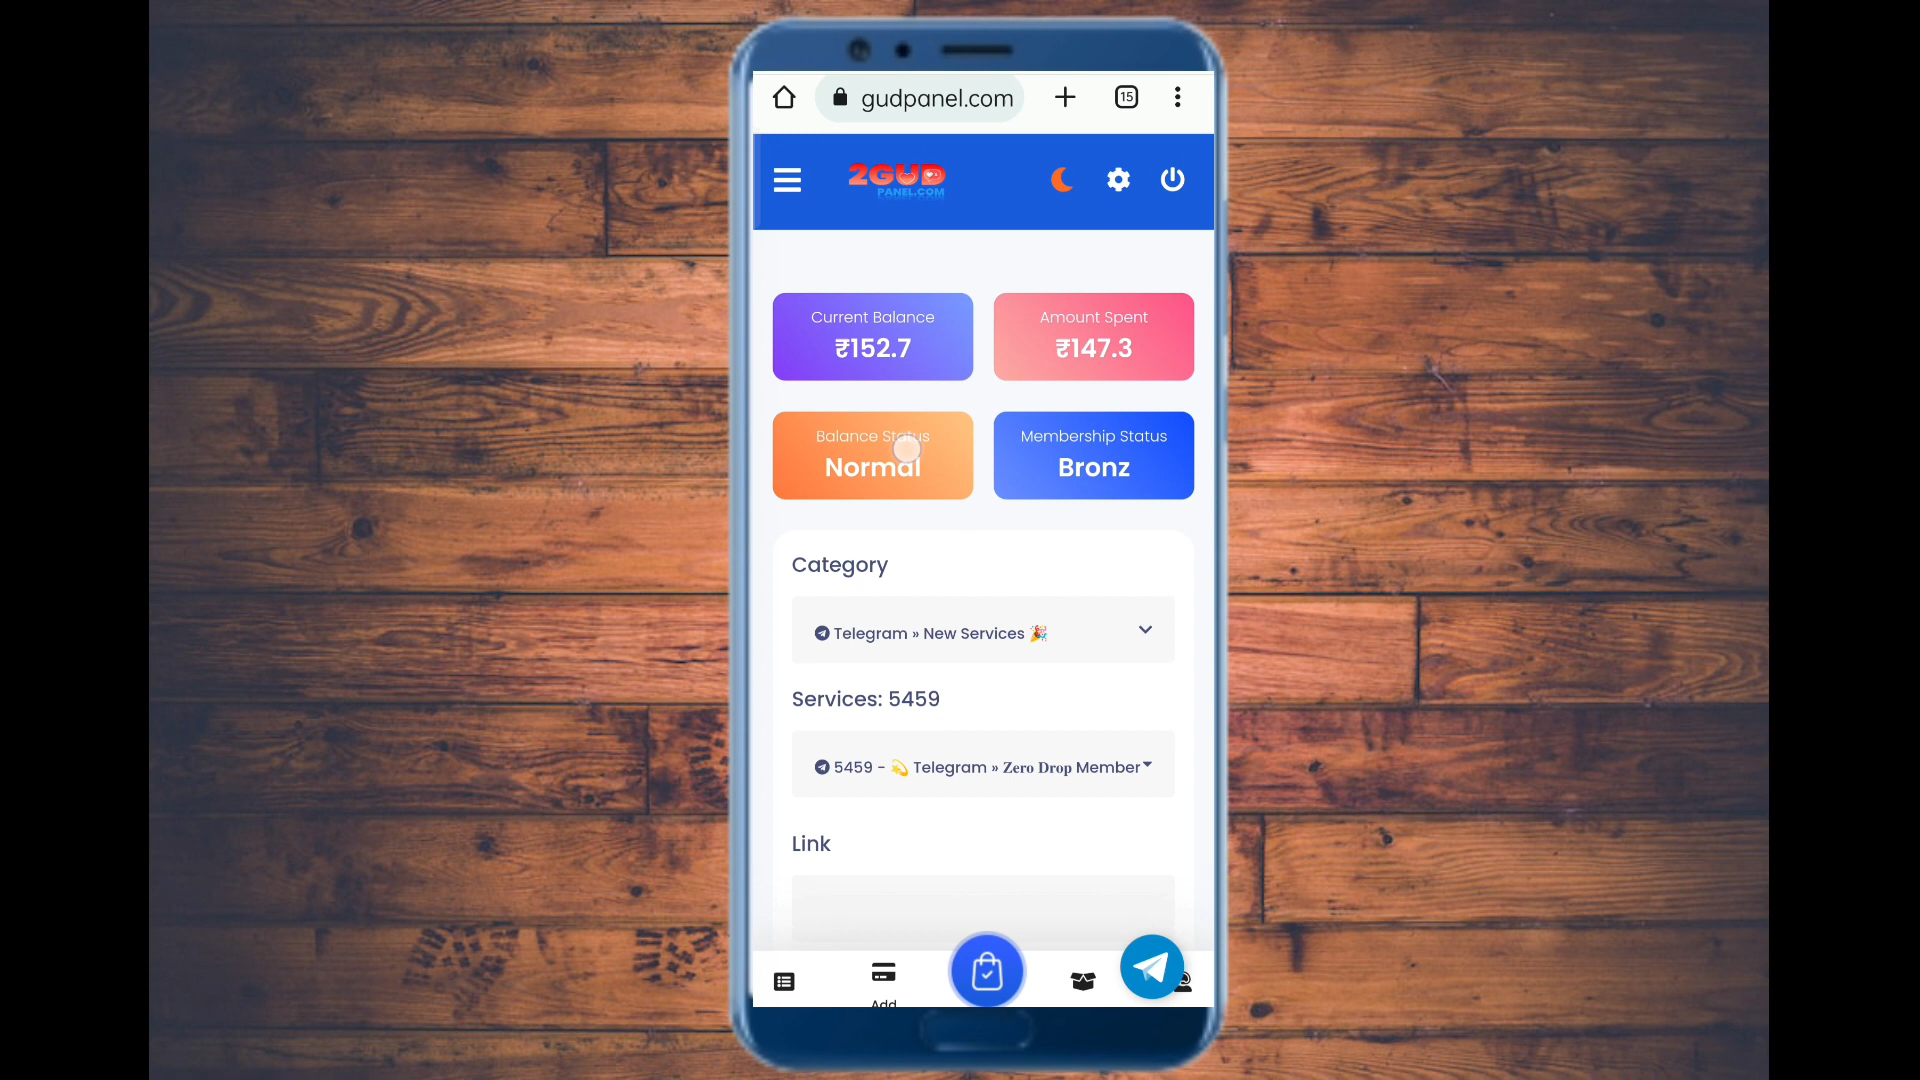 gudpanel.com
15
2GUD
PANEL.COM
Current Balance
₹152.7
Amount Spent
₹147.3
Balance Status
Normal
Membership Status
Bronz
Category
Telegram » New Services 🎉
Services: 5459
5459 - 💫 Telegram » 𝐙𝐞𝐫𝐨 𝐃𝐫𝐨𝐩 Member
Link
Add